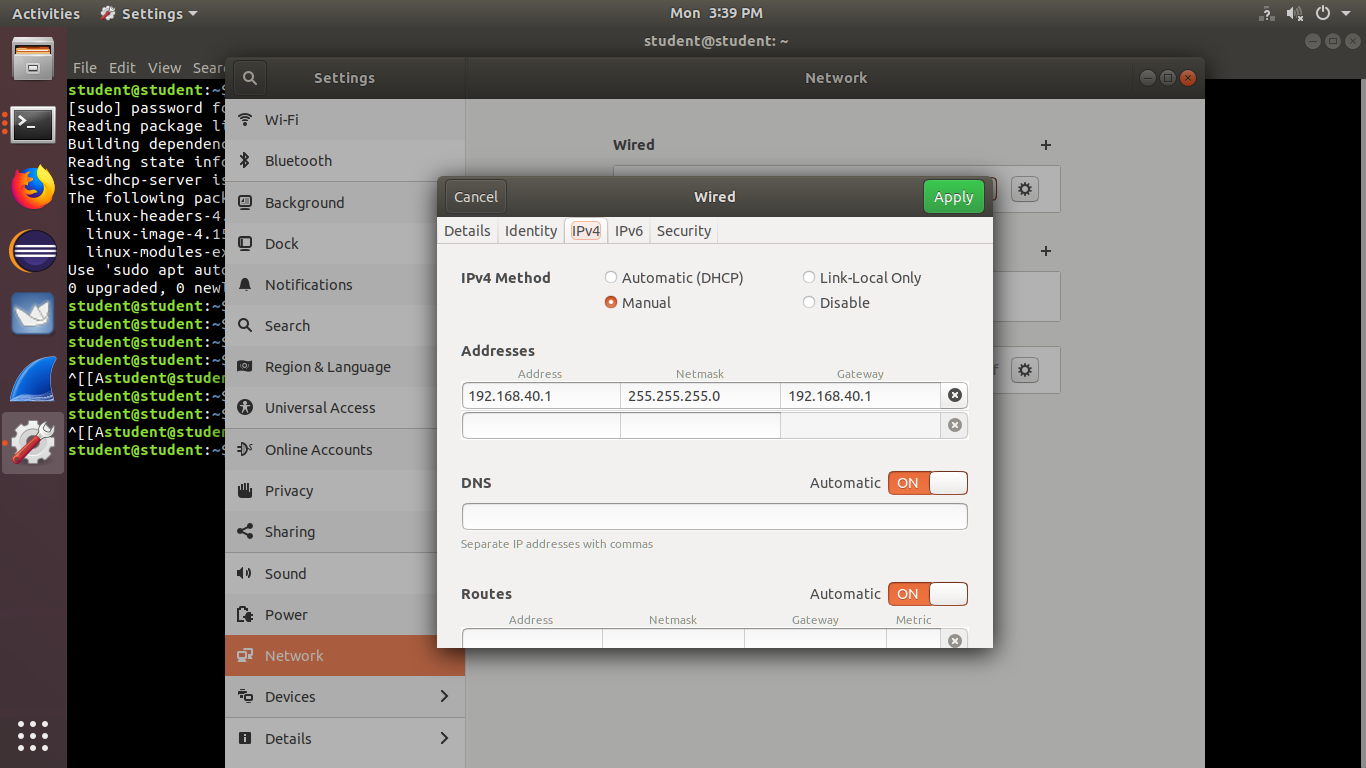 Activities Settings Mon 3:39 PM
student@student: ~
File Edit View Sear
Settings Network
student@student:~$
[sudo] password fo
Reading package li
Building dependenc
Reading state info
isc-dhcp-server is
The following pack
linux-headers-4.
linux-image-4.15
linux-modules-ex
Use 'sudo apt auto
0 upgraded, 0 newl
student@student:~$
student@student:~$
student@student:~$
student@student:~$
^[[Astudent@studen
student@student:~$
student@student:~$
^[[Astudent@studen
student@student:~$
Wi-Fi
Bluetooth
Background
Dock
Notifications
Search
Region & Language
Universal Access
Online Accounts
Privacy
Sharing
Sound
Power
Network
Devices
Details
Wired +
+
Cancel Wired Apply
Details Identity IPv4 IPv6 Security
IPv4 Method Automatic (DHCP) Link-Local Only
Manual Disable
Addresses
Address Netmask Gateway
192.168.40.1 255.255.255.0 192.168.40.1
DNS Automatic ON
Separate IP addresses with commas
Routes Automatic ON
Address Netmask Gateway Metric